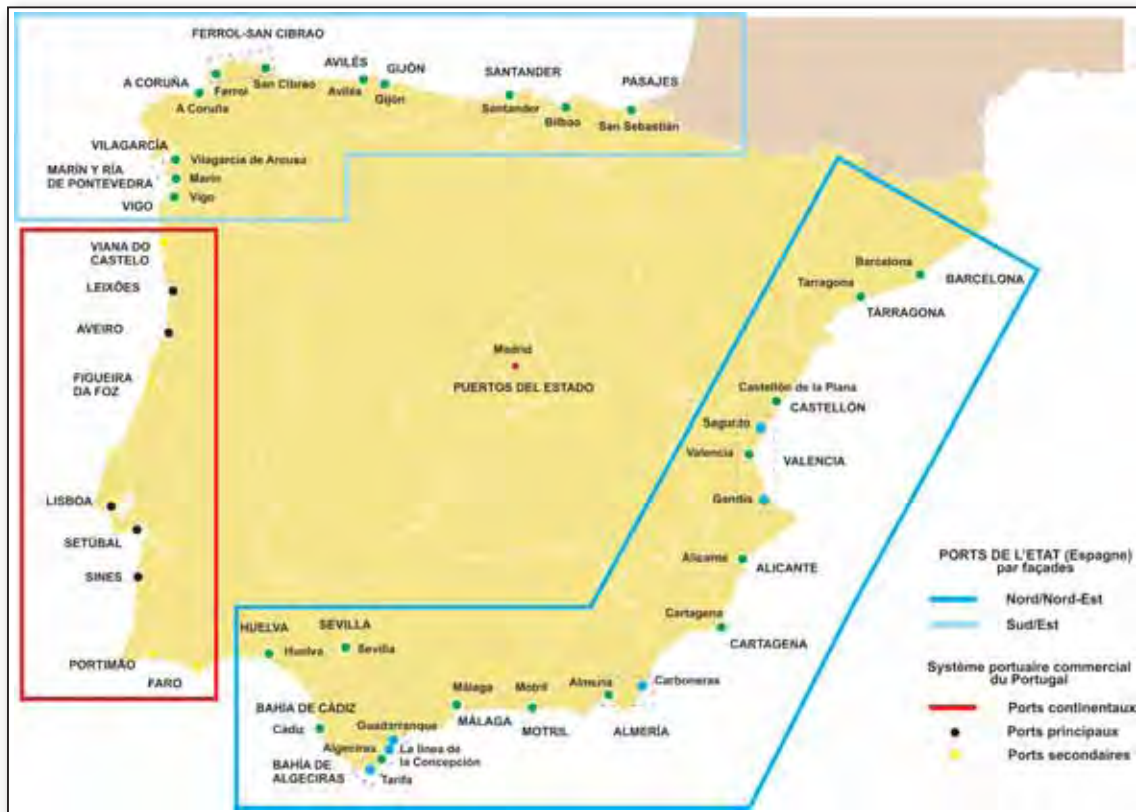 FERROL-SAN CIBRAO
AVILÉS
GIJÓN
A CORUÑA
Ferrol
San Cibrao
A Coruña
Avilés
Gijón
SANTANDER
PASAJES
Santander
Bilbao
San Sebastián
VILAGARCÍA
Vilagarcia de Arousa
MARÍN Y RÍA
DE PONTEVEDRA
Marín
VIGO
Vigo
VIANA DO
CASTELO
LEIXÕES
AVEIRO
FIGUEIRA
DA FOZ
LISBOA
SETÚBAL
SINES
PORTIMÃO
FARO
Madrid
PUERTOS DEL ESTADO
Barcelona
BARCELONA
Tarragona
TARRAGONA
Castellón de la Plana
CASTELLÓN
Sagunto
Valencia
VALENCIA
Gandía
Alicante
ALICANTE
Cartagena
CARTAGENA
HUELVA
Huelva
SEVILLA
Sevilla
BAHÍA DE CÁDIZ
Cádiz
Málaga
MÁLAGA
Motril
MOTRIL
Carboneras
ALMERÍA
Guadarranque
Algeciras
La línea de
la Concepción
BAHÍA DE
ALGECIRAS
Tarifa
PORTS DE L'ETAT (Espagne)
par façades
Nord/Nord-Est
Sud/Est
Système portuaire commercial
du Portugal
Ports continentaux
Ports principaux
Ports secondaires